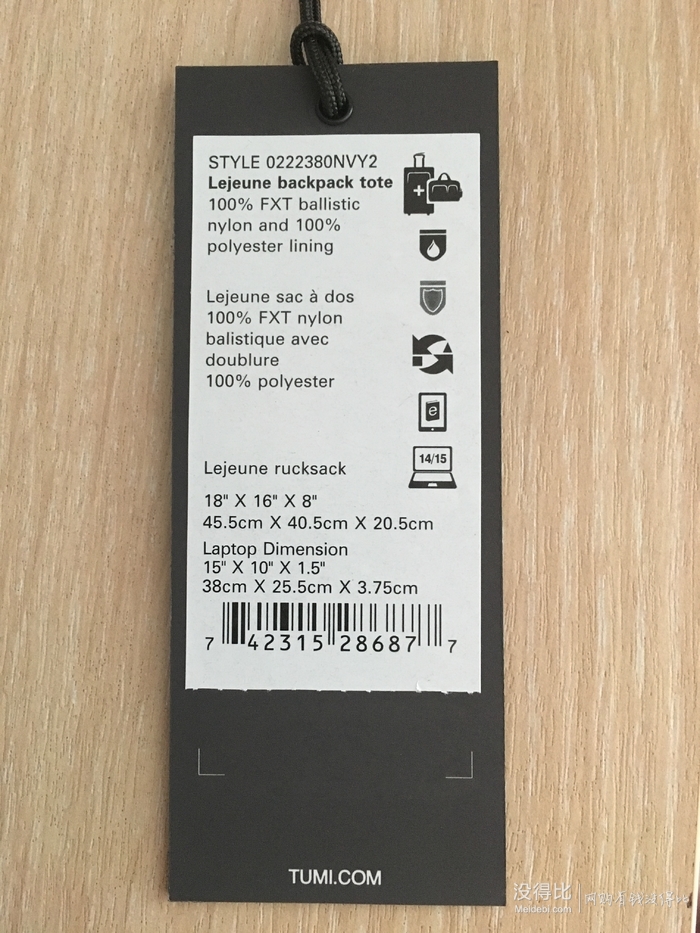 STYLE 0222380NVY2
Lejeune backpack tote
100% FXT ballistic
nylon and 100%
polyester lining
Lejeune sac à dos
100% FXT nylon
balistique avec
doublure
100% polyester
e
14/15
Lejeune rucksack
18" X 16" X 8"
45.5cm X 40.5cm X 20.5cm
Laptop Dimension
15" X 10" X 1.5"
38cm X 25.5cm X 3.75cm
7 42315 28687 7
TUMI.COM
没得比
Meidebi.com